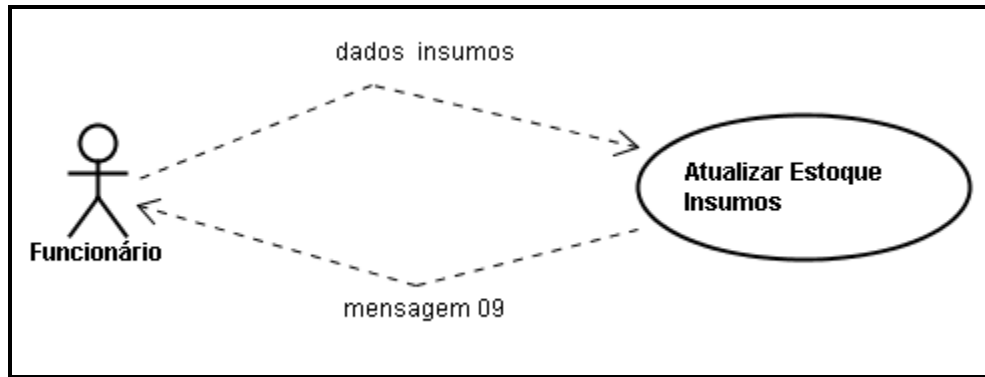 dados insumos
Atualizar Estoque
Insumos
Funcionário
mensagem 09